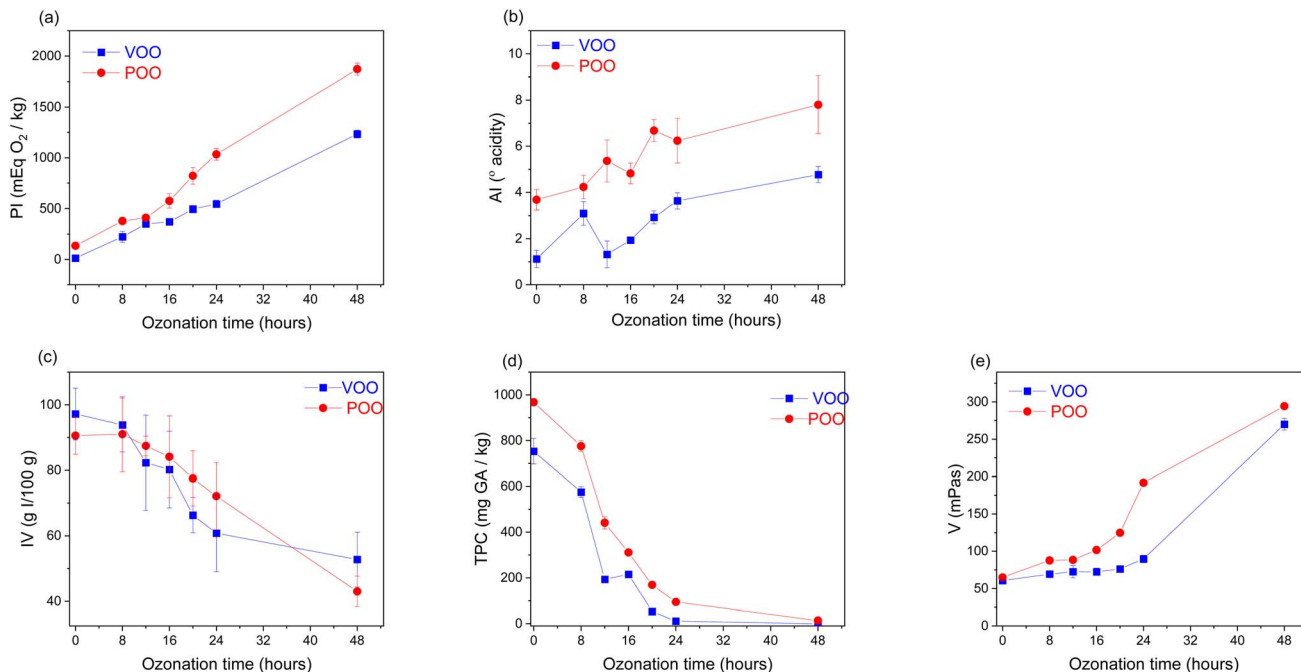 (a)
VOO
POO
2000
1500
1000
500
0
PI (mEq O₂ / kg)
0 8 12 16 24 32 40 48
Ozonation time (hours)
(b)
VOO
POO
10
8
6
4
2
0
AI (° acidity)
0 8 16 24 32 40 48
Ozonation time (hours)
(c)
VOO
POO
100
80
60
40
IV (g I/100 g)
0 8 16 24 32 40 48
Ozonation time (hours)
(d)
VOO
POO
1000
800
600
400
200
0
TPC (mg GA / kg)
0 8 16 24 32 40 48
Ozonation time (hours)
(e)
VOO
POO
300
250
200
150
100
50
0
V (mPas)
0 8 16 24 32 40 48
Ozonation time (hours)